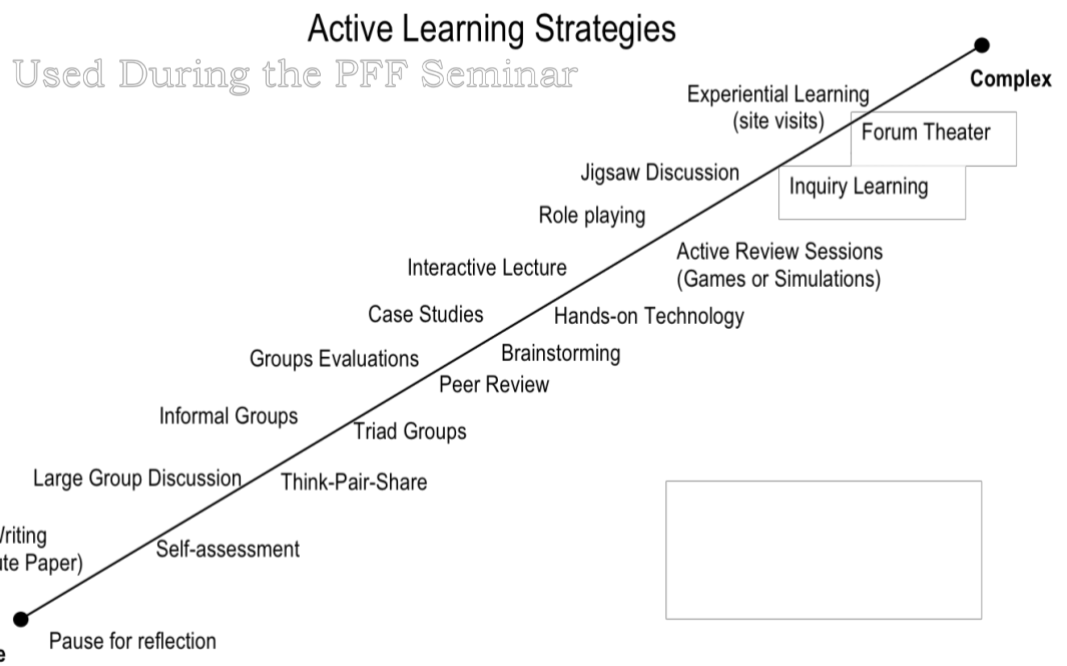 Active Learning Strategies
Used During the PFF Seminar
Complex
Experiential Learning
(site visits)
Forum Theater
Jigsaw Discussion
Inquiry Learning
Role playing
Active Review Sessions
(Games or Simulations)
Interactive Lecture
Case Studies
Hands-on Technology
Brainstorming
Groups Evaluations
Peer Review
Informal Groups
Triad Groups
Large Group Discussion
Think-Pair-Share
Self-assessment
Paper)
Pause for reflection